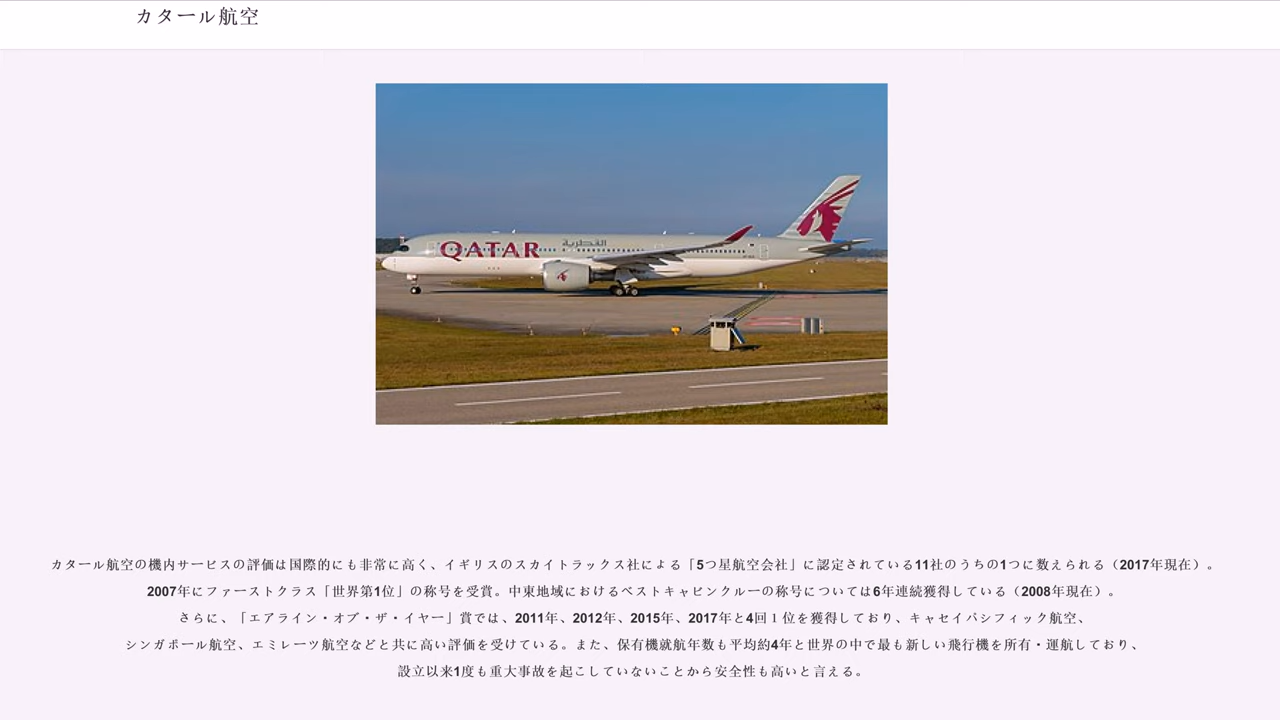 カタール航空
QATAR
القطرية
カタール航空の機内サービスの評価は国際的にも非常に高く、イギリスのスカイトラックス社による「5つ星航空会社」に認定されている11社のうちの1つに数えられる（2017年現在）。
2007年にファーストクラス「世界第1位」の称号を受賞。中東地域におけるベストキャビンクルーの称号については6年連続獲得している（2008年現在）。
さらに、「エアライン・オブ・ザ・イヤー」賞では、2011年、2012年、2015年、2017年と4回１位を獲得しており、キャセイパシフィック航空、
シンガポール航空、エミレーツ航空などと共に高い評価を受けている。また、保有機就航年数も平均約4年と世界の中で最も新しい飛行機を所有・運航しており、
設立以来1度も重大事故を起こしていないことから安全性も高いと言える。